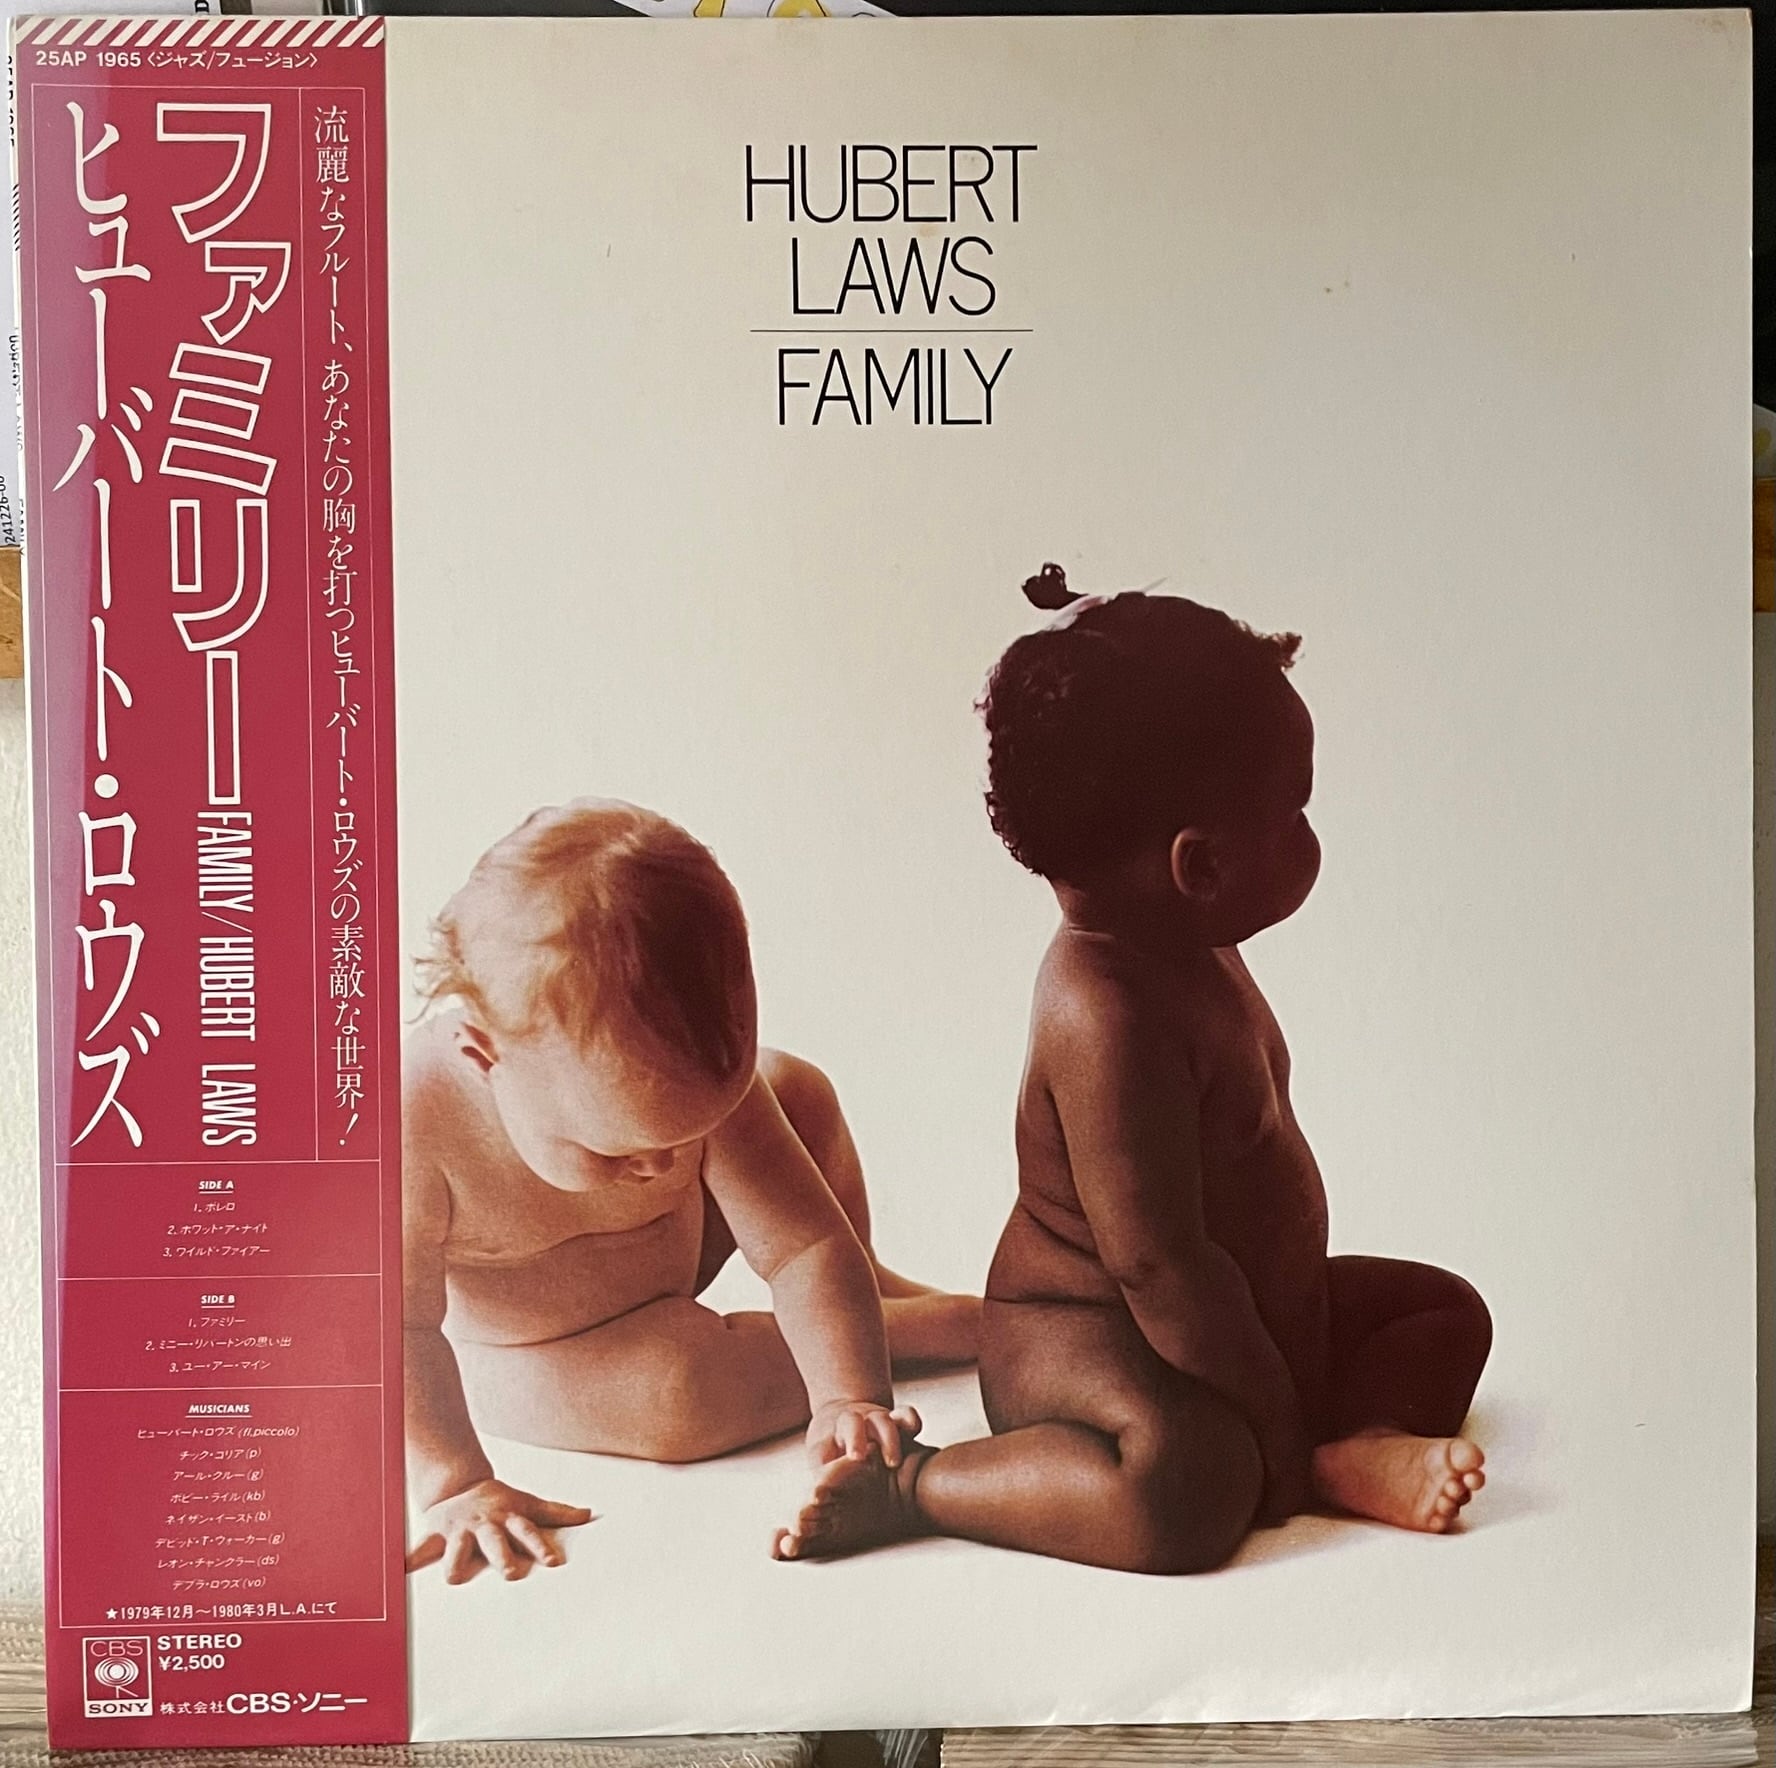 25AP 1965〈ジャズ/フュージョン〉
流麗なフルート、あなたの胸を打つヒューバート・ロウズの素敵な世界!
ファミリー FAMILY/HUBERT LAWS
ヒューバート・ロウズ
SIDE A
1. ボレロ
2. ホワット・ア・ナイト
3. ワイルド・ファイアー
SIDE B
1. ファミリー
2. ミニー・リパートンの思い出
3. ユー・アー・マイン
MUSICIANS
ヒューバート・ロウズ(fl,piccolo)
チック・コリア(p)
アール・クルー(g)
ボビー・ライル(kb)
ネイザン・イースト(b)
デビッド・T・ウォーカー(g)
レオン・チャンクラー(ds)
デブラ・ロウズ(vo)
★1979年12月〜1980年3月L.A.にて
CBS
SONY
STEREO
¥2,500
株式会社CBS・ソニー
HUBERT
LAWS
FAMILY